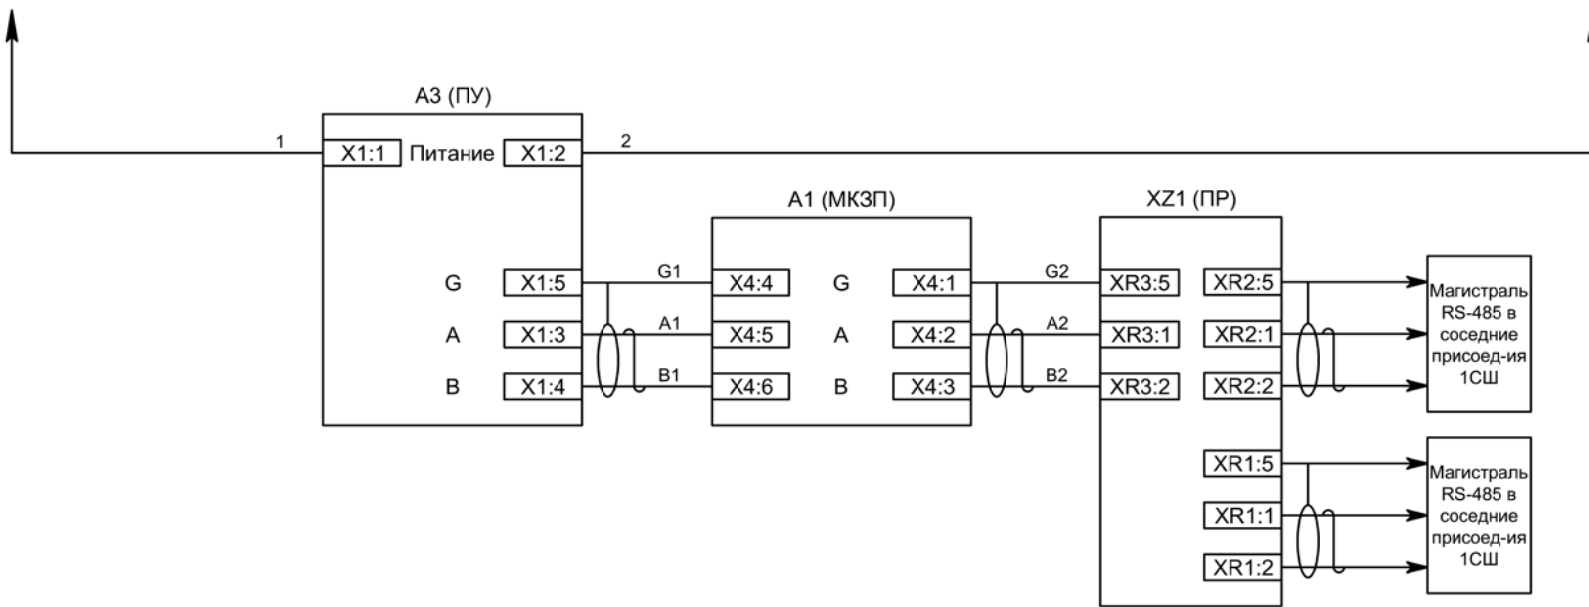 А3 (ПУ)
1
X1:1 Питание X1:2
2
А1 (МКЗП)
XZ1 (ПР)
G X1:5 G1 X4:4 G X4:1 G2 XR3:5 XR2:5
A X1:3 A1 X4:5 A X4:2 A2 XR3:1 XR2:1
B X1:4 B1 X4:6 B X4:3 B2 XR3:2 XR2:2
Магистраль
RS-485 в
соседние
присоед-ия
1СШ
XR1:5
XR1:1
XR1:2
Магистраль
RS-485 в
соседние
присоед-ия
1СШ